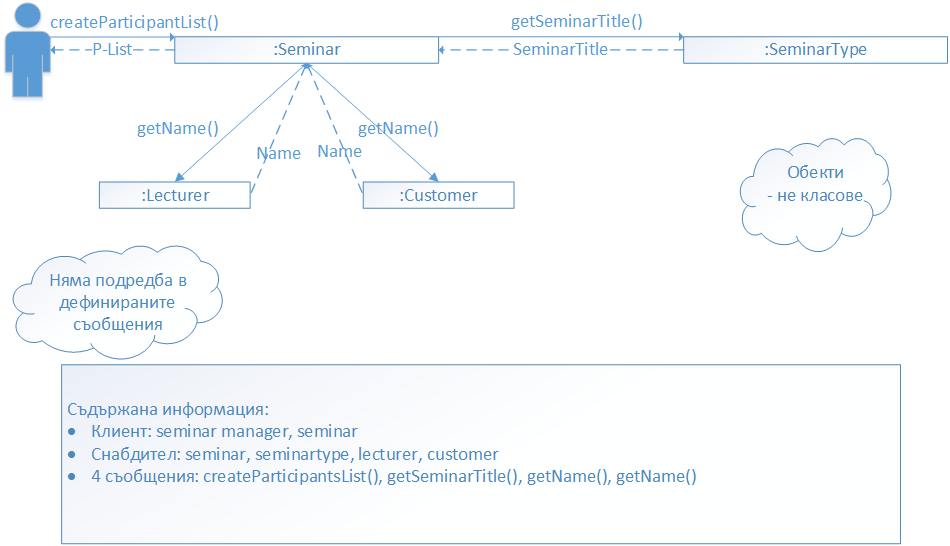 createParticipantList()
getSeminarTitle()
P-List
:Seminar
SeminarTitle
:SeminarType
getName()
getName()
Name
Name
:Lecturer
:Customer
Обекти
- не класове
Няма подредба в
дефинираните
съобщения
Съдържана информация:
● Клиент: seminar manager, seminar
● Снабдител: seminar, seminartype, lecturer, customer
● 4 съобщения: createParticipantsList(), getSeminarTitle(), getName(), getName()